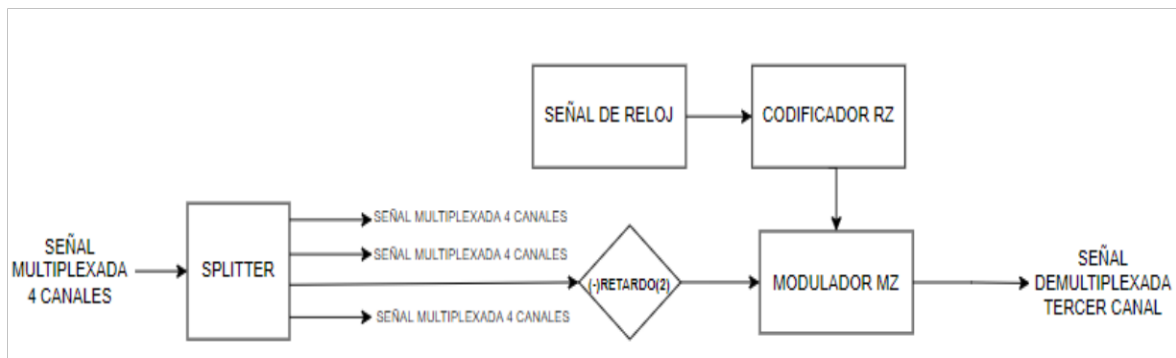 SEÑAL DE RELOJ
CODIFICADOR RZ
SEÑAL
MULTIPLEXADA
4 CANALES
SPLITTER
SEÑAL MULTIPLEXADA 4 CANALES
SEÑAL MULTIPLEXADA 4 CANALES
SEÑAL MULTIPLEXADA 4 CANALES
(-)RETARDO(2)
MODULADOR MZ
SEÑAL
DEMULTIPLEXADA
TERCER CANAL